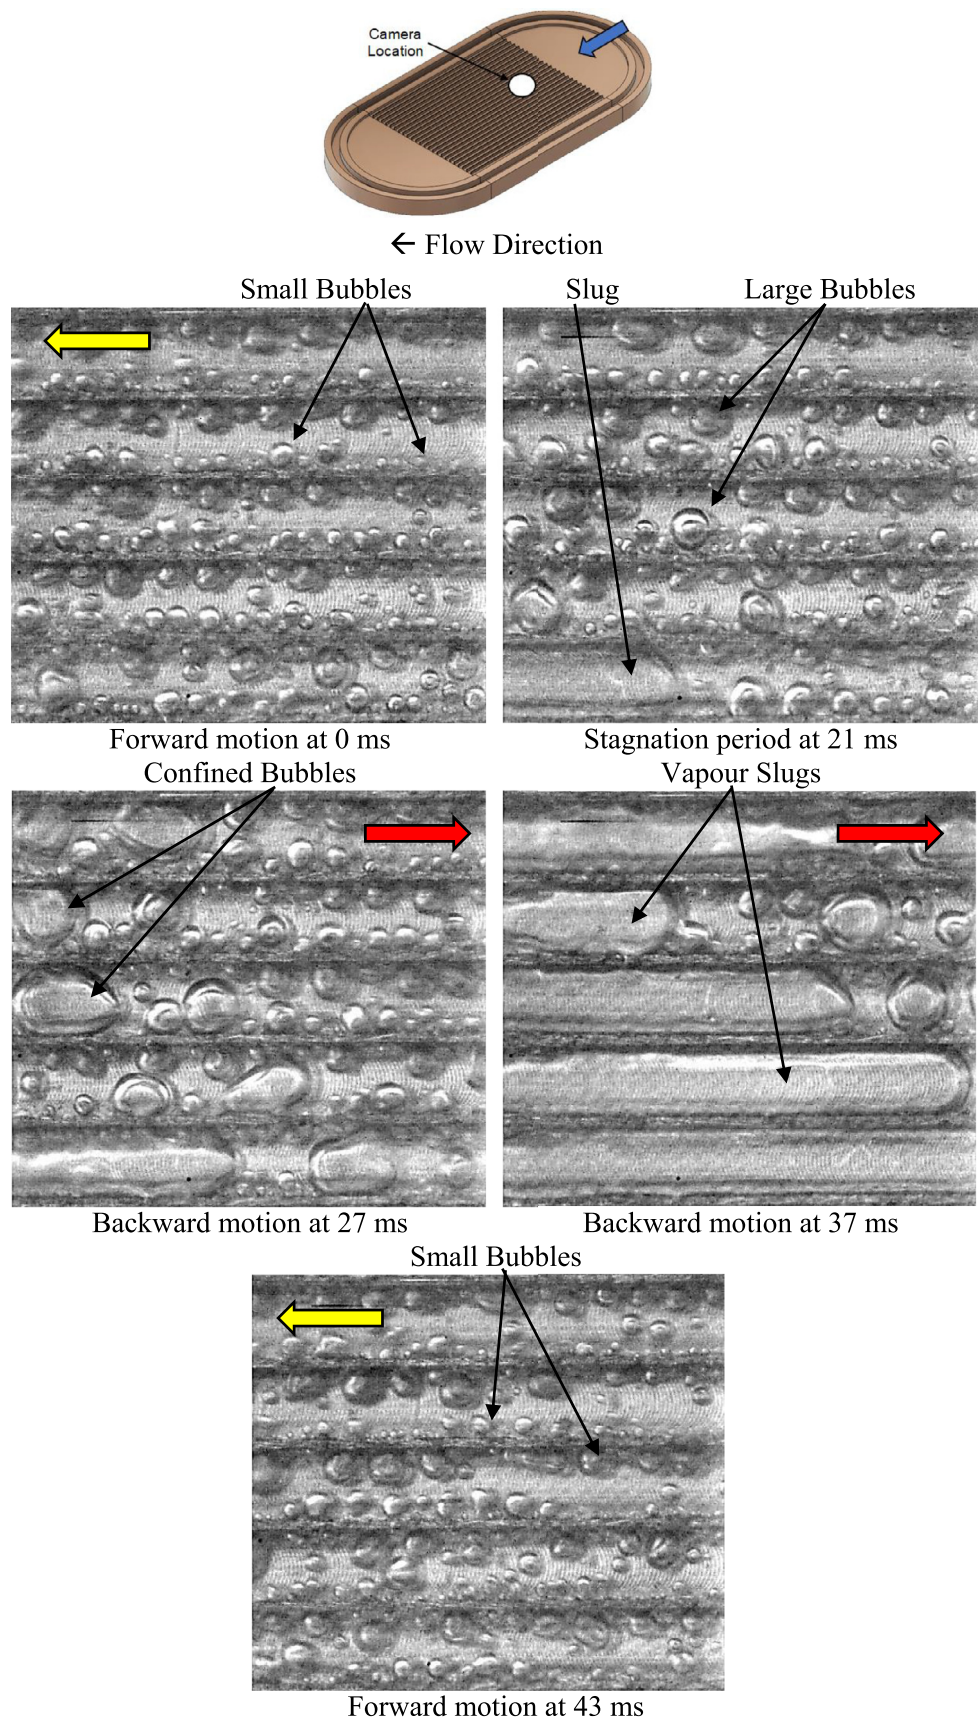 Camera
Location
← Flow Direction
Small Bubbles
Slug
Large Bubbles
Forward motion at 0 ms
Stagnation period at 21 ms
Confined Bubbles
Vapour Slugs
Backward motion at 27 ms
Backward motion at 37 ms
Small Bubbles
Forward motion at 43 ms